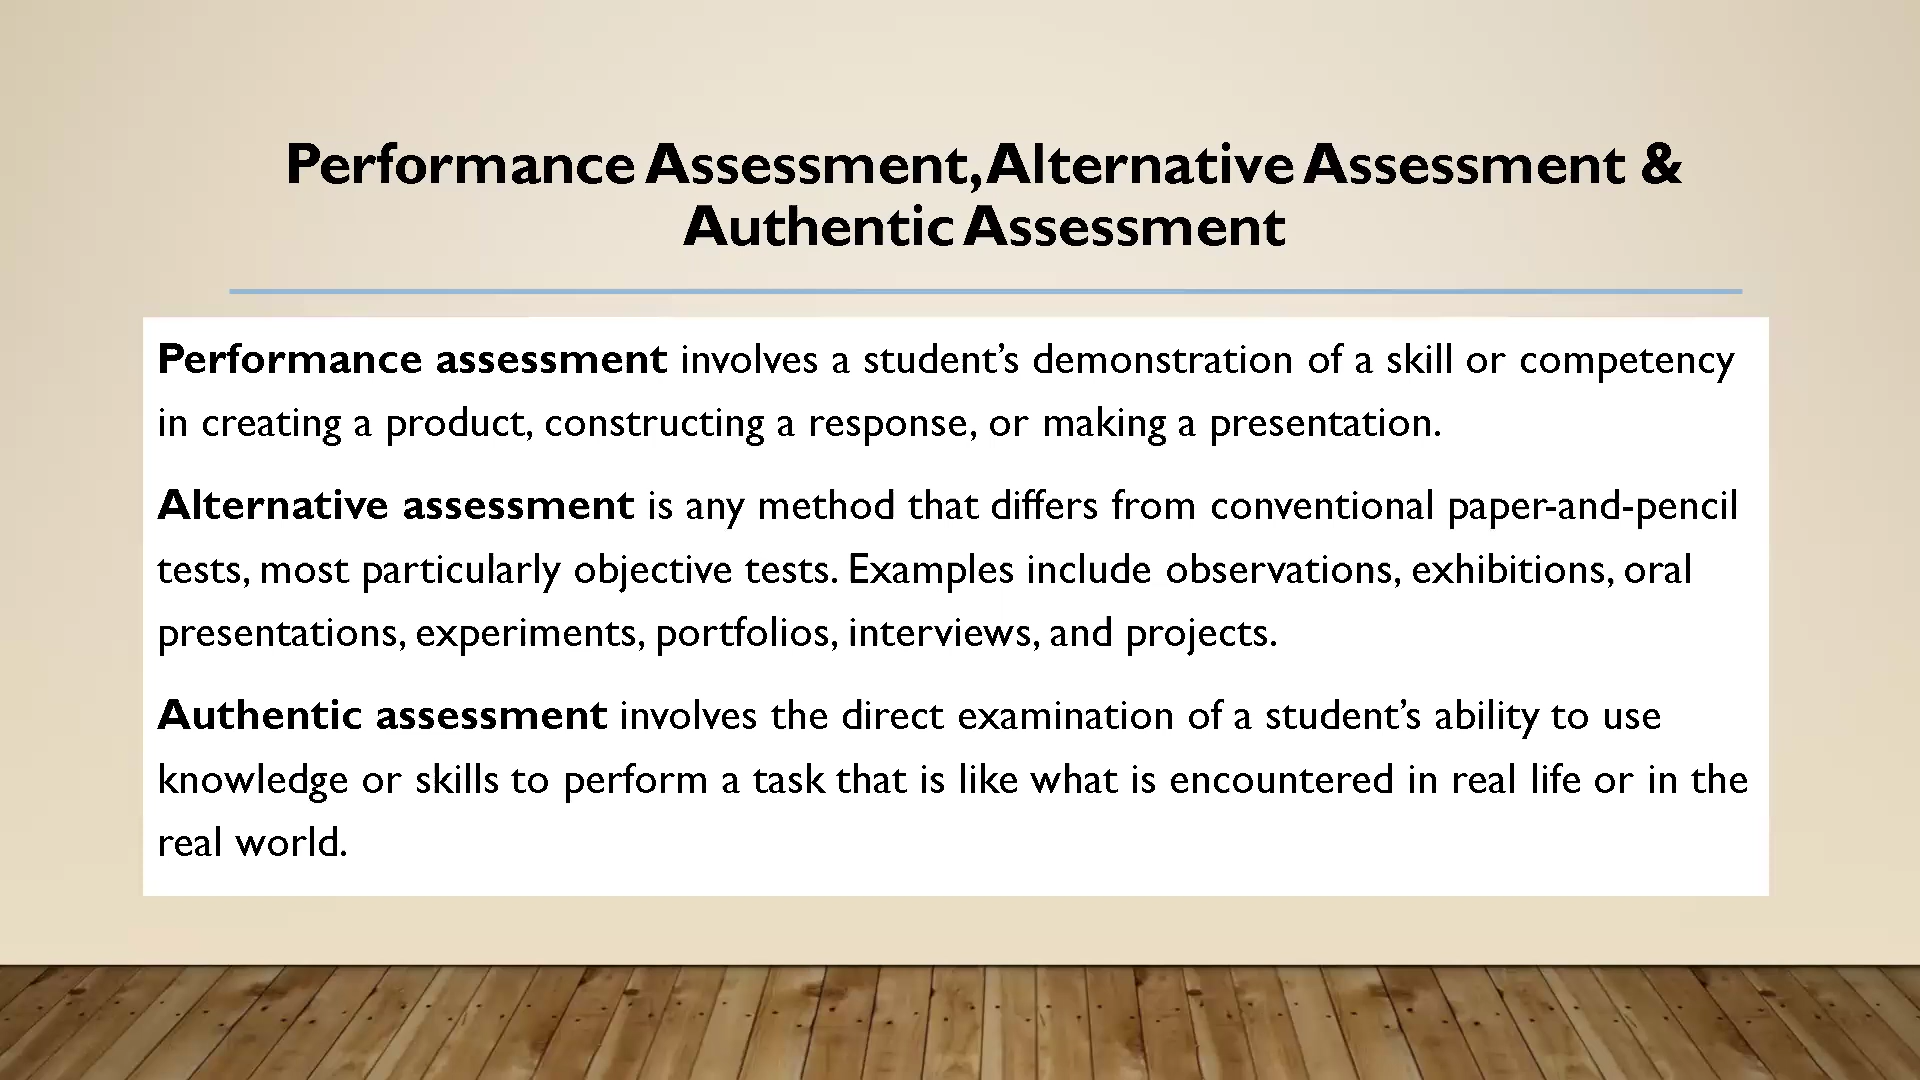 Performance Assessment, Alternative Assessment &
Authentic Assessment
Performance assessment involves a student’s demonstration of a skill or competency
in creating a product, constructing a response, or making a presentation.
Alternative assessment is any method that differs from conventional paper-and-pencil
tests, most particularly objective tests. Examples include observations, exhibitions, oral
presentations, experiments, portfolios, interviews, and projects.
Authentic assessment involves the direct examination of a student’s ability to use
knowledge or skills to perform a task that is like what is encountered in real life or in the
real world.